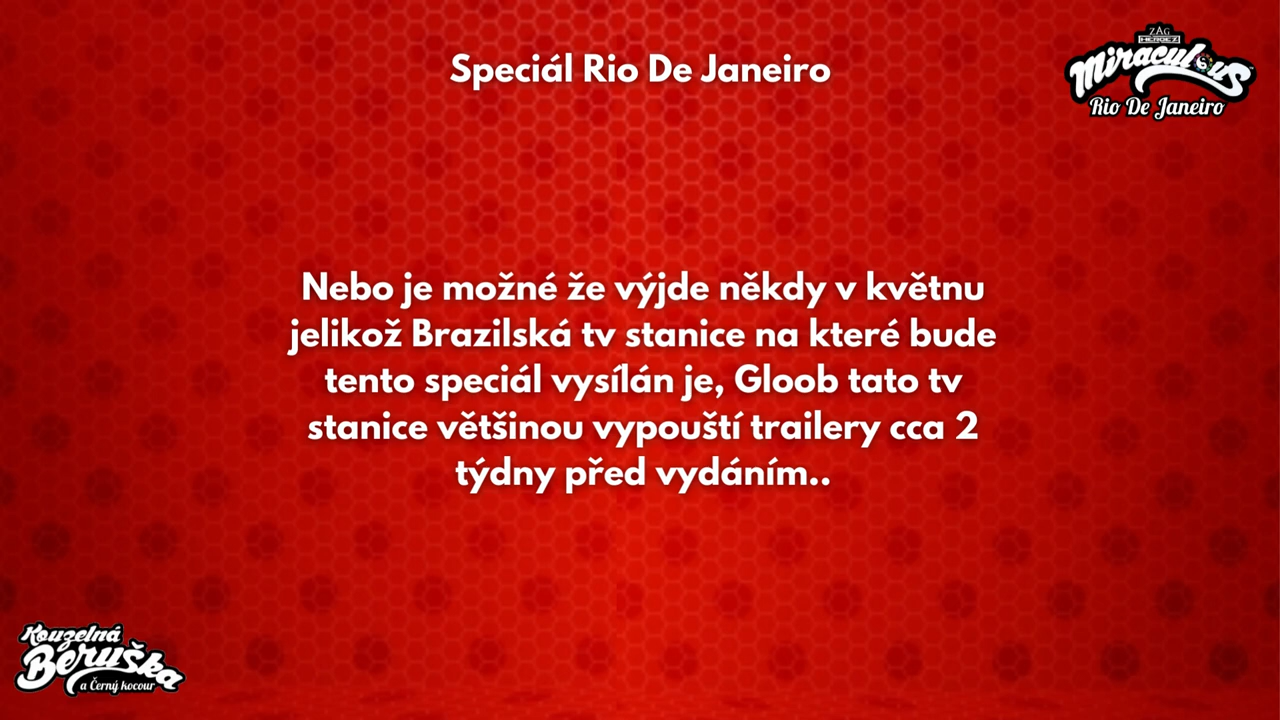 Speciál Rio De Janeiro
ZAG
HEROEZ
Miraculous
Rio De Janeiro
Nebo je možné že výjde někdy v květnu
jelikož Brazilská tv stanice na které bude
tento speciál vysílán je, Gloob tato tv
stanice většinou vypouští trailery cca 2
týdny před vydáním..
Kouzelná
Beruška
a Černý kocour